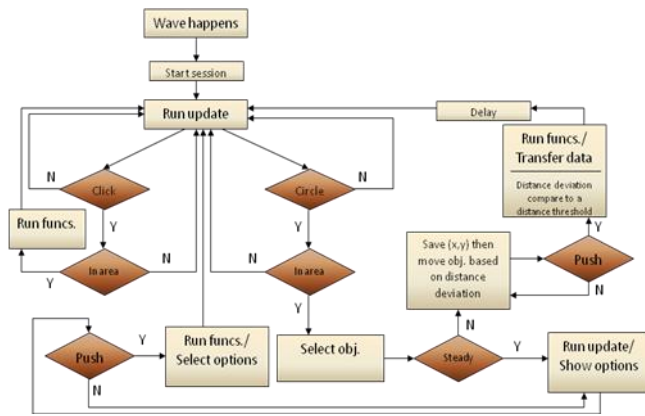 Wave happens
Start session
Run update
Delay
Run funcs./
Transfer data
Distance deviation
compare to a
distance threshold
N
Click
Circle
N
Y
Y
Y
Run funcs.
Save {x,y} then
move obj. based
on distance
deviation
Push
In area
N
N
In area
Y
N
Y
N
Push
Y
Run funcs./
Select options
Select obj.
Steady
Y
Run update/
Show options
N